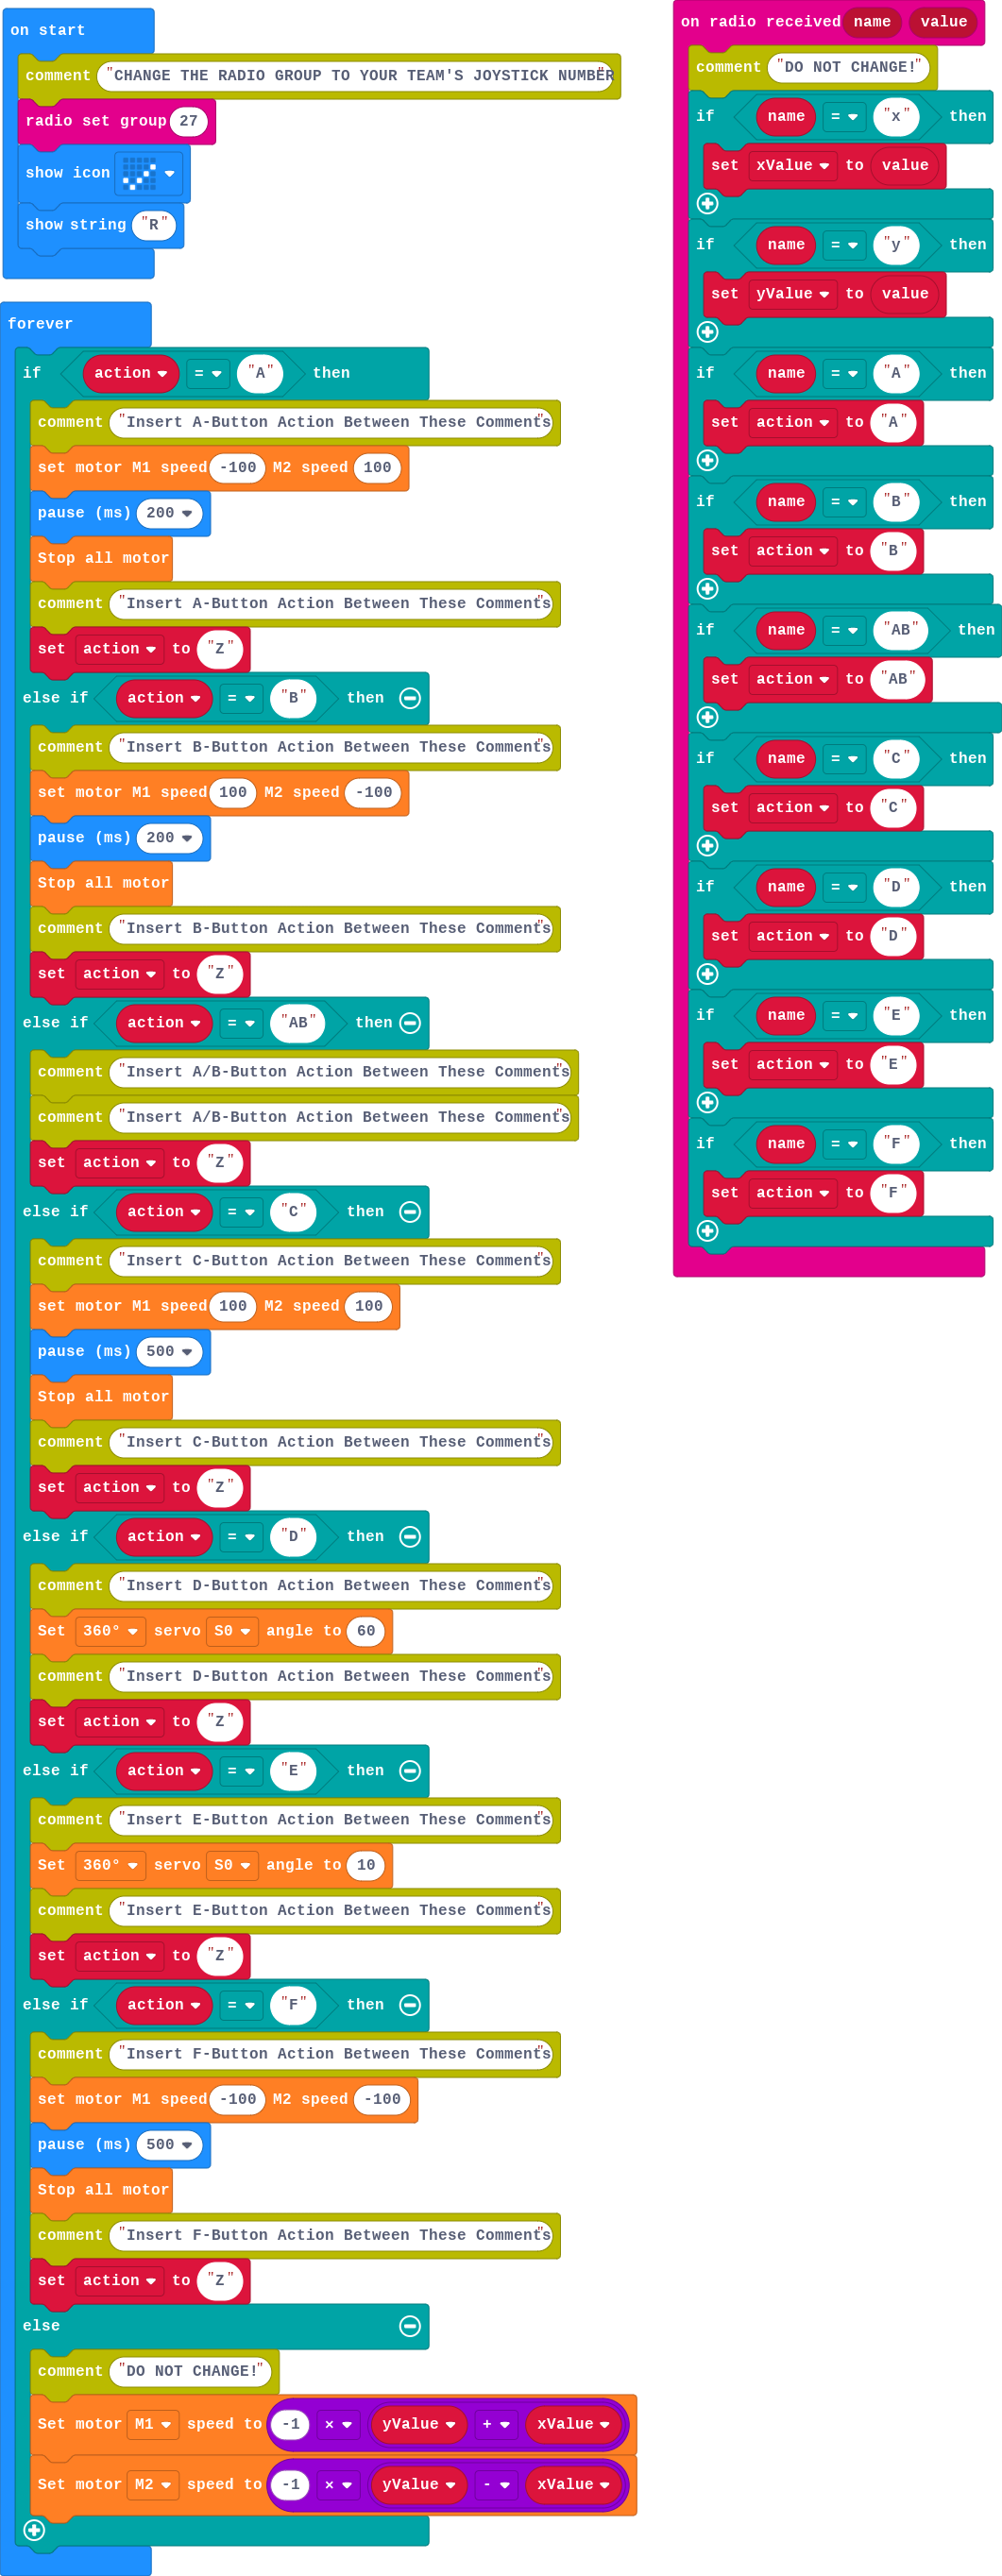 on start
comment "CHANGE THE RADIO GROUP TO YOUR TEAM'S JOYSTICK NUMBER"
radio set group 27
show icon
show string "R"
forever
if action = "A" then
comment "Insert A-Button Action Between These Comments"
set motor M1 speed -100 M2 speed 100
pause (ms) 200
Stop all motor
comment "Insert A-Button Action Between These Comments"
set action to "Z"
else if action = "B" then
comment "Insert B-Button Action Between These Comments"
set motor M1 speed 100 M2 speed -100
pause (ms) 200
Stop all motor
comment "Insert B-Button Action Between These Comments"
set action to "Z"
else if action = "AB" then
comment "Insert A/B-Button Action Between These Comments"
comment "Insert A/B-Button Action Between These Comments"
set action to "Z"
else if action = "C" then
comment "Insert C-Button Action Between These Comments"
set motor M1 speed 100 M2 speed 100
pause (ms) 500
Stop all motor
comment "Insert C-Button Action Between These Comments"
set action to "Z"
else if action = "D" then
comment "Insert D-Button Action Between These Comments"
Set 360° servo S0 angle to 60
comment "Insert D-Button Action Between These Comments"
set action to "Z"
else if action = "E" then
comment "Insert E-Button Action Between These Comments"
Set 360° servo S0 angle to 10
comment "Insert E-Button Action Between These Comments"
set action to "Z"
else if action = "F" then
comment "Insert F-Button Action Between These Comments"
set motor M1 speed -100 M2 speed -100
pause (ms) 500
Stop all motor
comment "Insert F-Button Action Between These Comments"
set action to "Z"
else
comment "DO NOT CHANGE!"
Set motor M1 speed to -1 × yValue + xValue
Set motor M2 speed to -1 × yValue - xValue
on radio received name value
comment "DO NOT CHANGE!"
if name = "x" then
set xValue to value
if name = "y" then
set yValue to value
if name = "A" then
set action to "A"
if name = "B" then
set action to "B"
if name = "AB" then
set action to "AB"
if name = "C" then
set action to "C"
if name = "D" then
set action to "D"
if name = "E" then
set action to "E"
if name = "F" then
set action to "F"